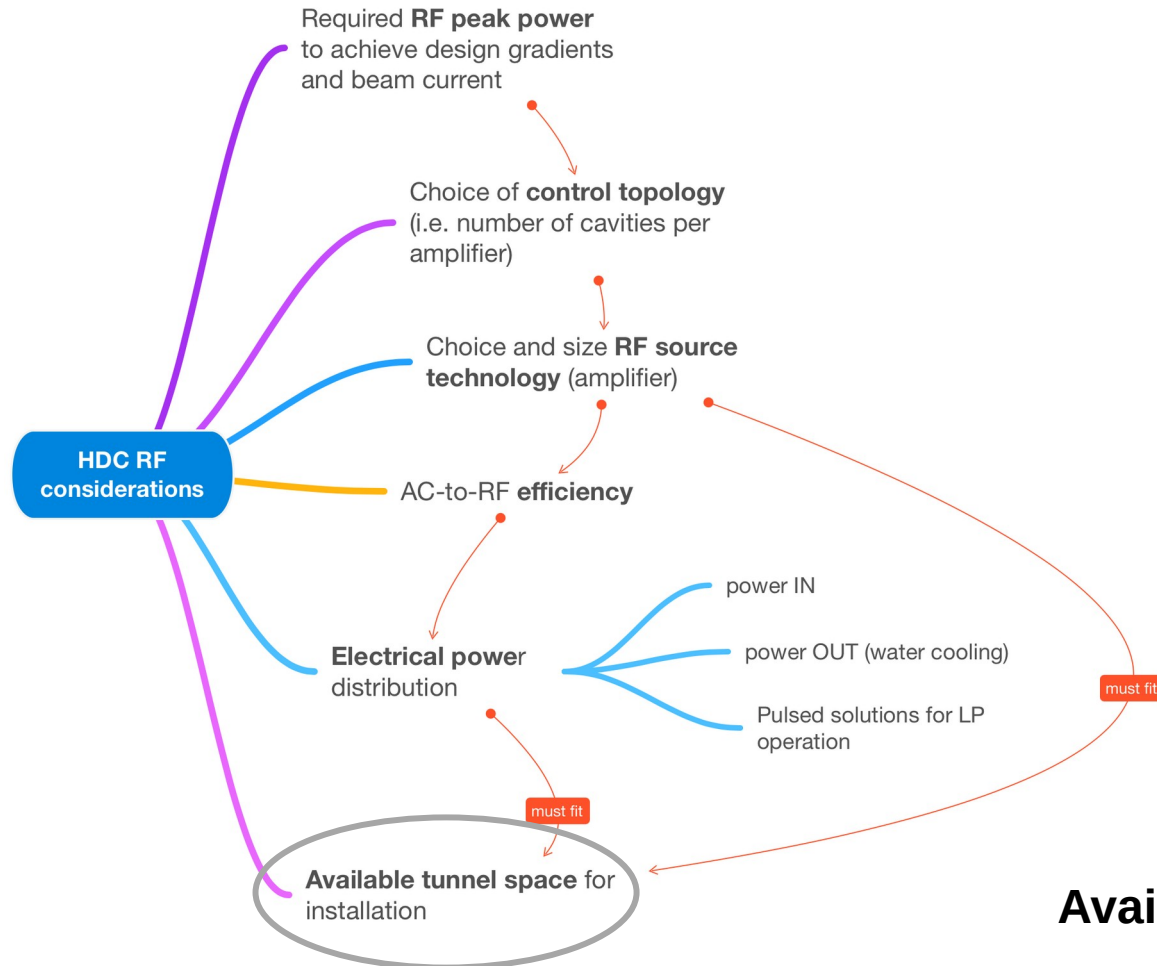 Required RF peak power
to achieve design gradients
and beam current
Choice of control topology
(i.e. number of cavities per
amplifier)
Choice and size RF source
technology (amplifier)
HDC RF
considerations
AC-to-RF efficiency
power IN
Electrical power
distribution
power OUT (water cooling)
must fit
Pulsed solutions for LP
operation
must fit
Available tunnel space for
installation
Avai